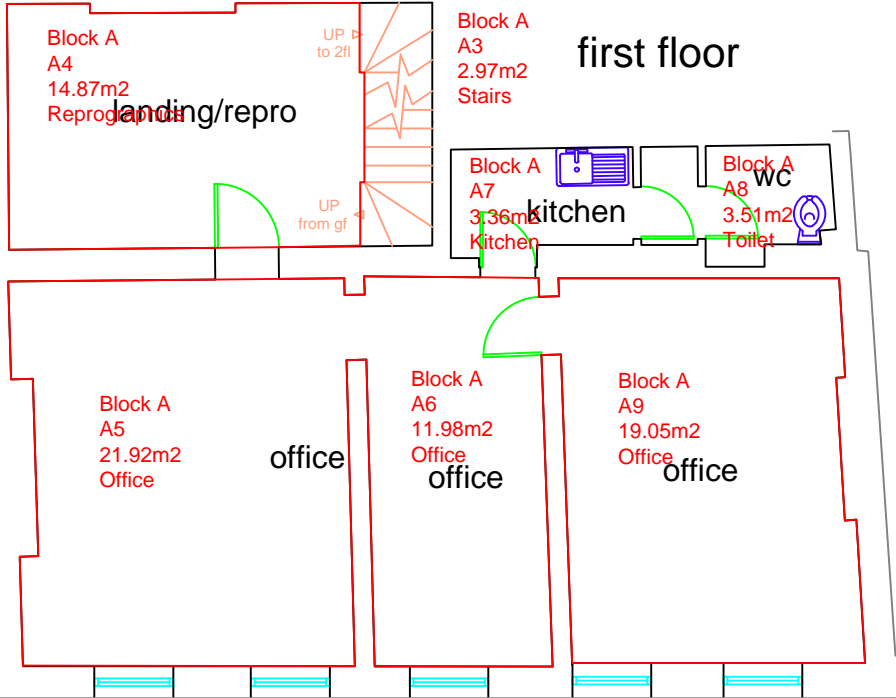 Block A
A4
14.87m2
Reprographics
landing/repro
UP
to 2fl
UP
from gf
Block A
A3
2.97m2
Stairs
first floor
Block A
A7
3.36m2
Kitchen
kitchen
Block A
A8
3.51m2
Toilet
wc
Block A
A5
21.92m2
Office
office
Block A
A6
11.98m2
Office
office
Block A
A9
19.05m2
Office
office